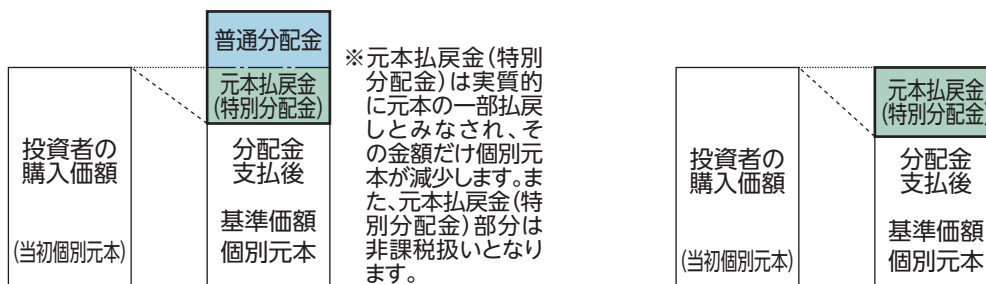 投資者の
購入価額
(当初個別元本)
普通分配金
元本払戻金
(特別分配金)
分配金
支払後
基準価額
個別元本
※元本払戻金(特別
分配金)は実質的
に元本の一部払戻
しとみなされ、そ
の金額だけ個別元
本が減少します。ま
た、元本払戻金(特
別分配金)部分は
非課税扱いとなり
ます。
投資者の
購入価額
(当初個別元本)
元本払戻金
(特別分配金)
分配金
支払後
基準価額
個別元本